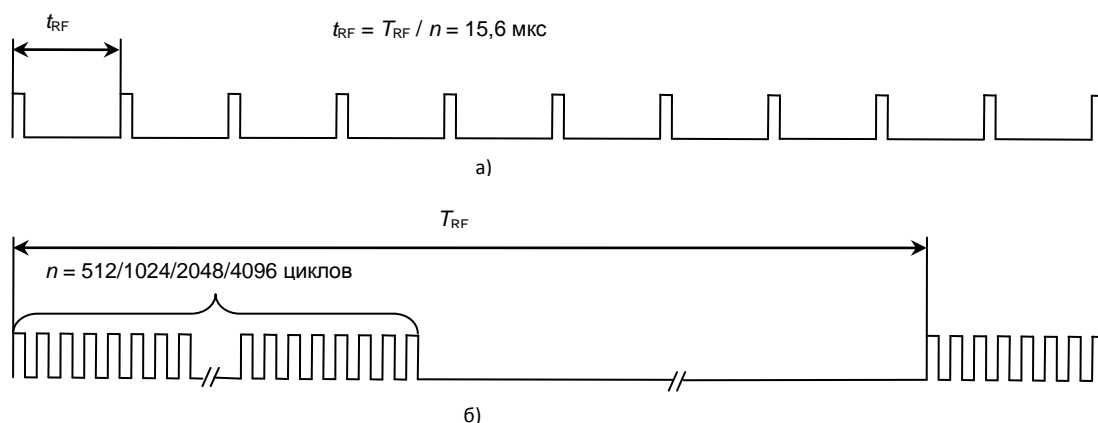 tRF
tRF = TRF / n = 15,6 мкс
а)
TRF
n = 512/1024/2048/4096 циклов
б)